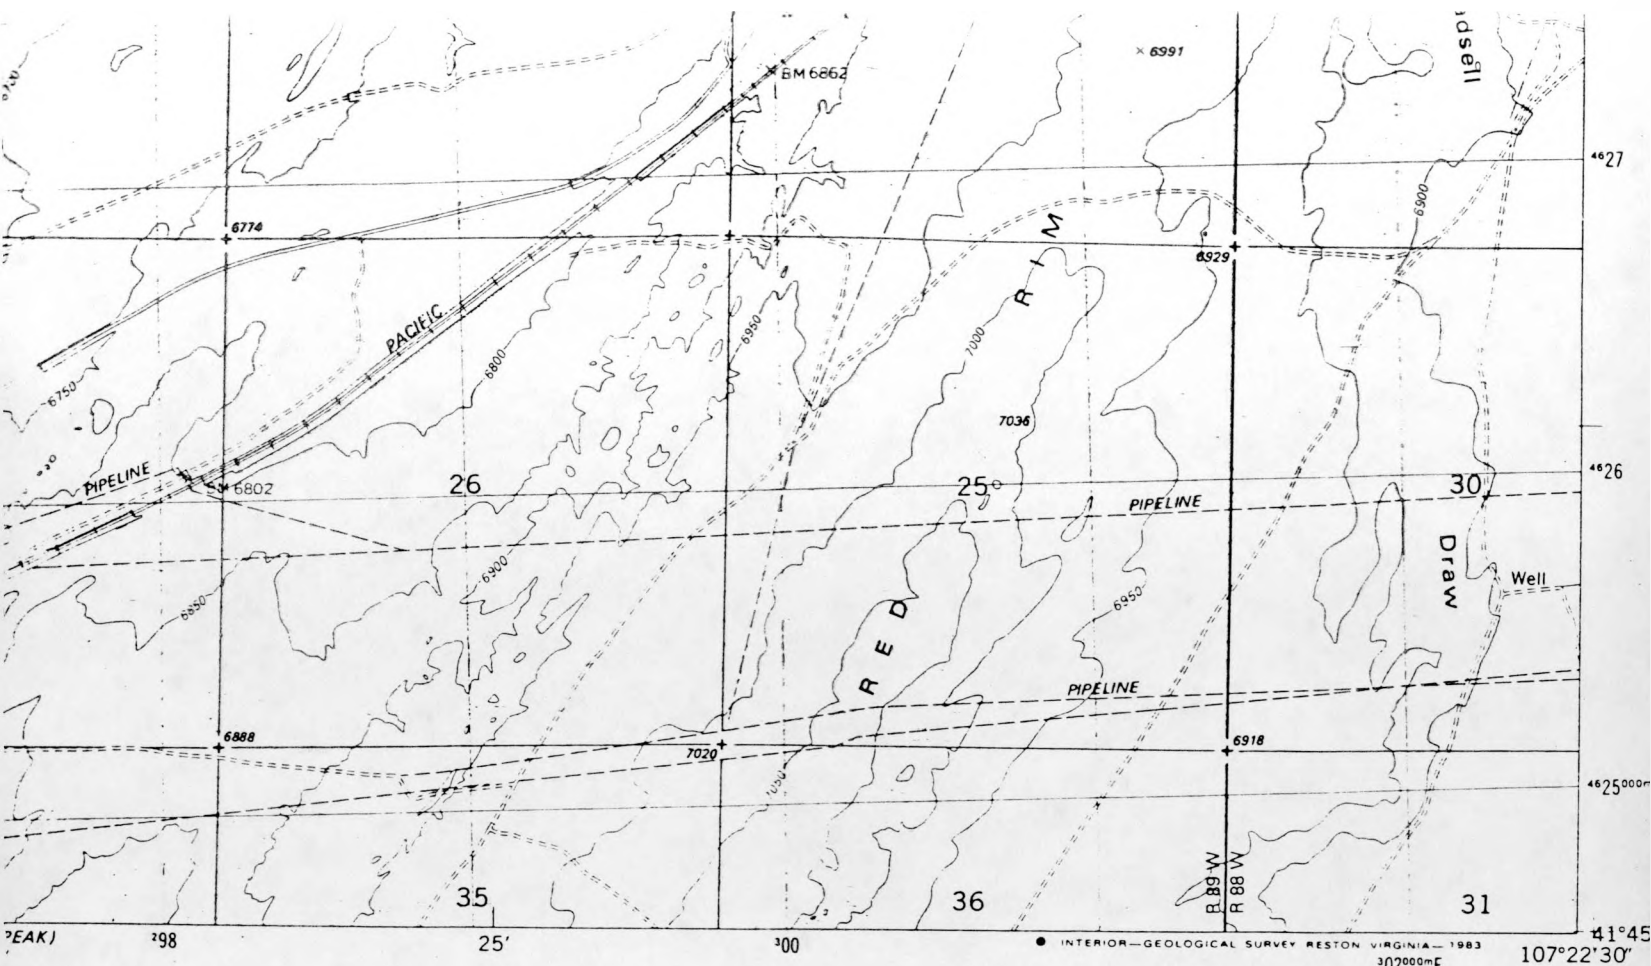 dsell
×6991
BM 6862
4627
6900
6774
M
I
R
6929
PACIFIC
6950
7000
6800
6750
7036
4626
PIPELINE
6802
26
25
30
PIPELINE
Draw
6900
Well
6850
6950
RED
PIPELINE
6888
7020
6918
4625000m
R 89 W
R 88 W
35
36
31
PEAK)
298
25'
300
INTERIOR—GEOLOGICAL SURVEY RESTON VIRGINIA—1983
302000mE
41°45
107°22'30"